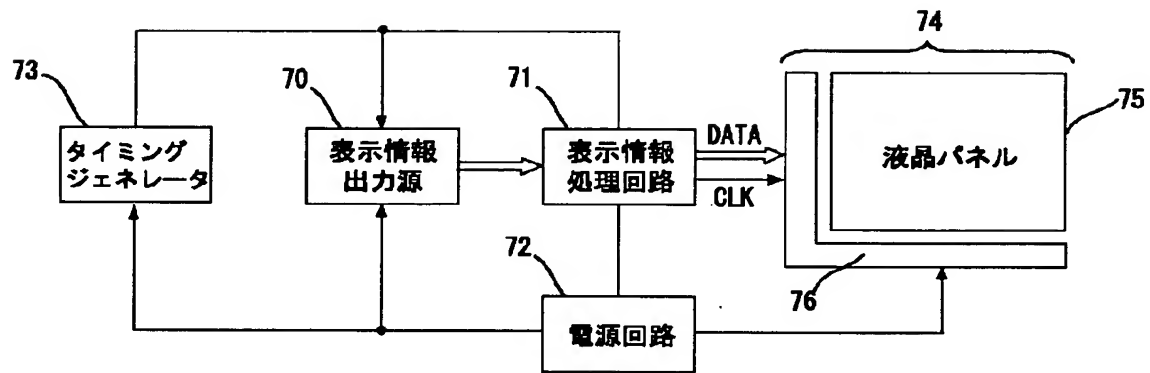 74
73
70
71
75
タイミング
ジェネレータ
表示情報
出力源
表示情報
処理回路
DATA
CLK
液晶パネル
72
76
電源回路